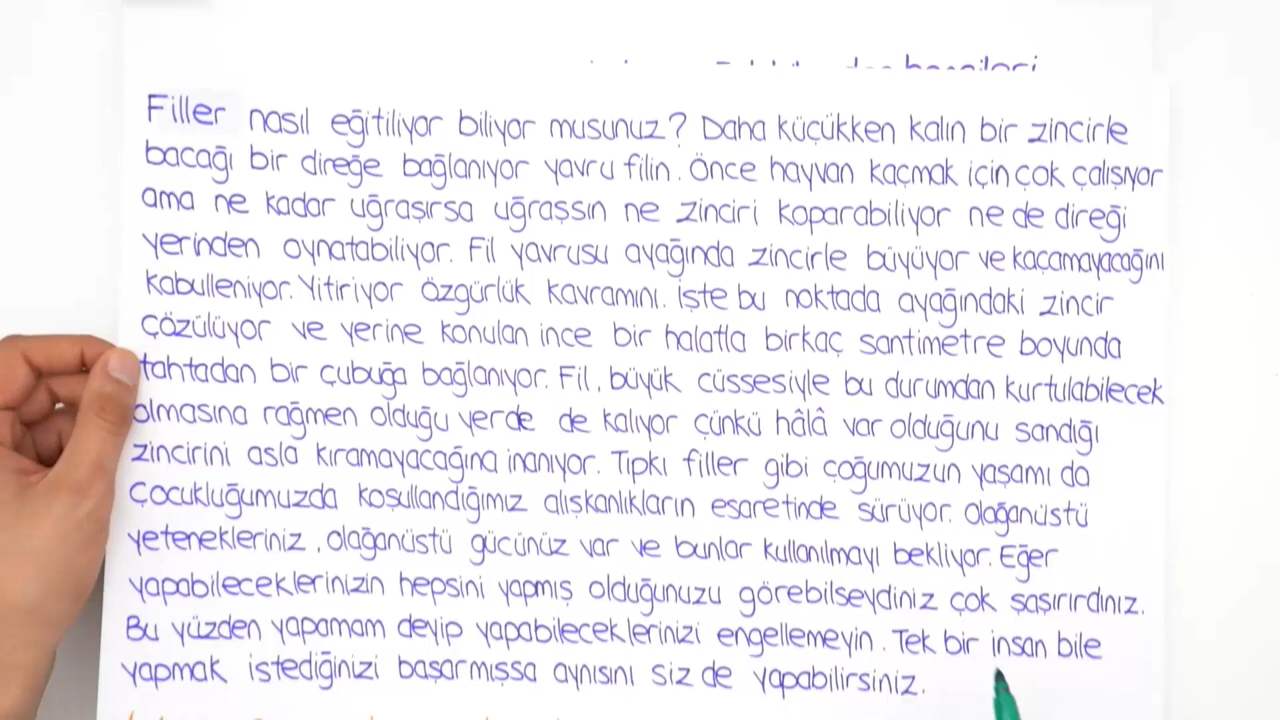 Filler nasıl eğitiliyor biliyor musunuz? Daha küçükken kalın bir zincirle
bacağı bir direğe bağlanıyor yavru filin. Önce hayvan kaçmak için çok çalışıyor
ama ne kadar uğraşırsa uğraşsın ne zinciri koparabiliyor ne de direği
yerinden oynatabiliyor. Fil yavrusu ayağında zincirle büyüyor ve kaçamayacağını
kabulleniyor. Yitiriyor özgürlük kavramını. İşte bu noktada ayağındaki zincir
çözülüyor ve yerine konulan ince bir halatla birkaç santimetre boyunda
tahtadan bir çubuğa bağlanıyor. Fil, büyük cüssesiyle bu durumdan kurtulabilecek
olmasına rağmen olduğu yerde de kalıyor çünkü hâlâ var olduğunu sandığı
zincirini asla kıramayacağına inanıyor. Tıpkı filler gibi çoğumuzun yaşamı da
çocukluğumuzda koşullandığımız alışkanlıkların esaretinde sürüyor. Olağanüstü
yetenekleriniz, olağanüstü gücünüz var ve bunlar kullanılmayı bekliyor. Eğer
yapabileceklerinizin hepsini yapmış olduğunuzu görebilseydiniz çok şaşırırdınız.
Bu yüzden yapamam deyip yapabileceklerinizi engellemeyin. Tek bir insan bile
yapmak istediğinizi başarmışsa aynısını siz de yapabilirsiniz.